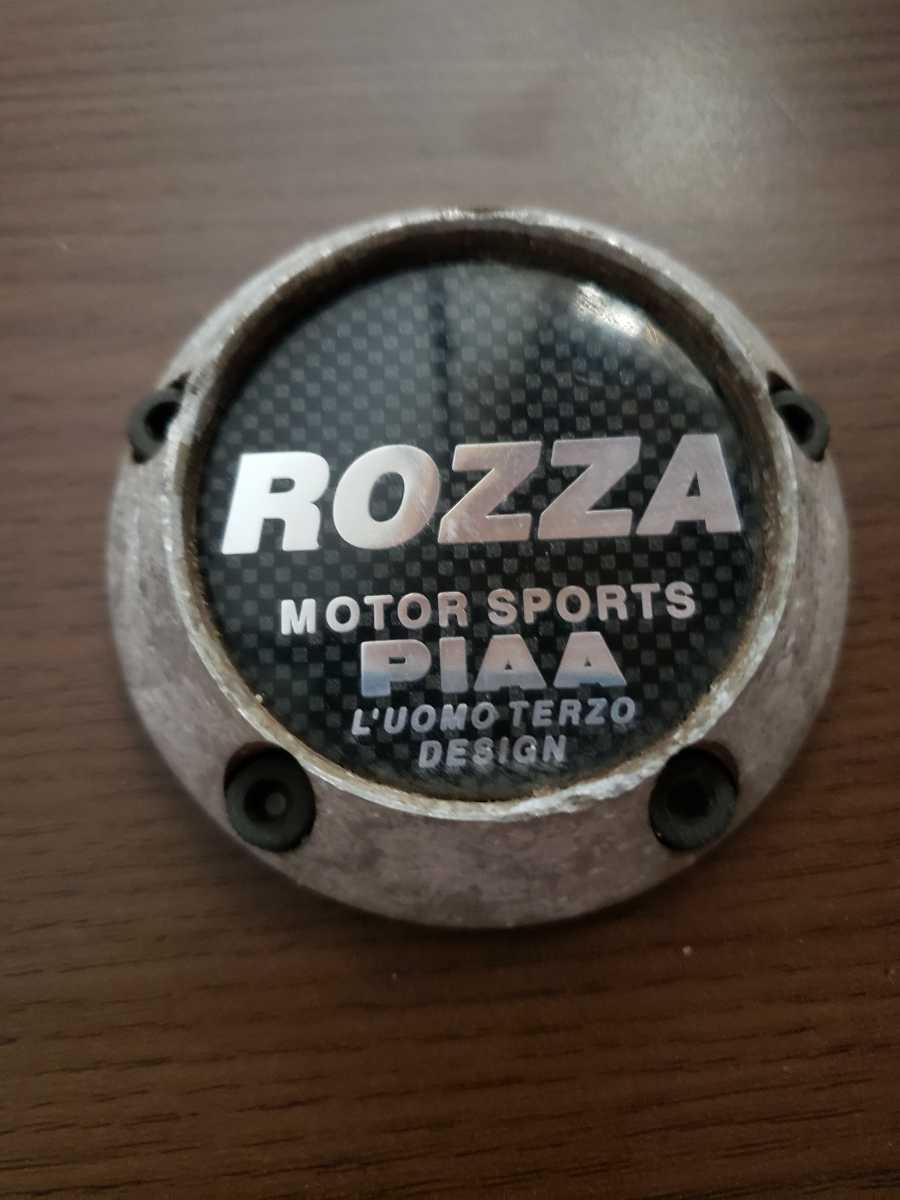 ROZZA
MOTOR SPORTS
PIAA
L'UOMO TERZO
DESIGN